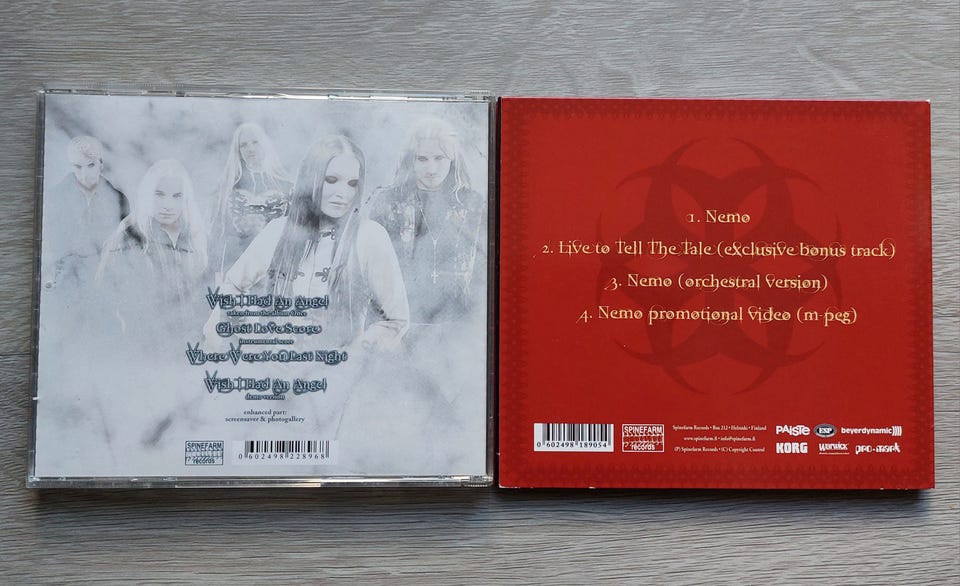 Wish I Had An Angel
taken from the album Once
Ghost Love Score
instrumental score
Where Were You Last Night
Wish I Had An Angel
demo version
enhanced part:
screensaver & photogallery
SPINEFARM
records
0 602498 228968
1. Nemo
2. Live to Tell The Tale (exclusive bonus track)
3. Nemo (orchestral version)
4. Nemo promotional video (m-peg)
0 602498 189054
SPINEFARM
records
Spinefarm Records • Box 212 • Helsinki • Finland
www.spinefarm.fi • info@spinefarm.fi
(P) Spinefarm Records • (C) Copyright Control
PAiSTe
ESP
beyerdynamic
KORG
warwick
pro-mark